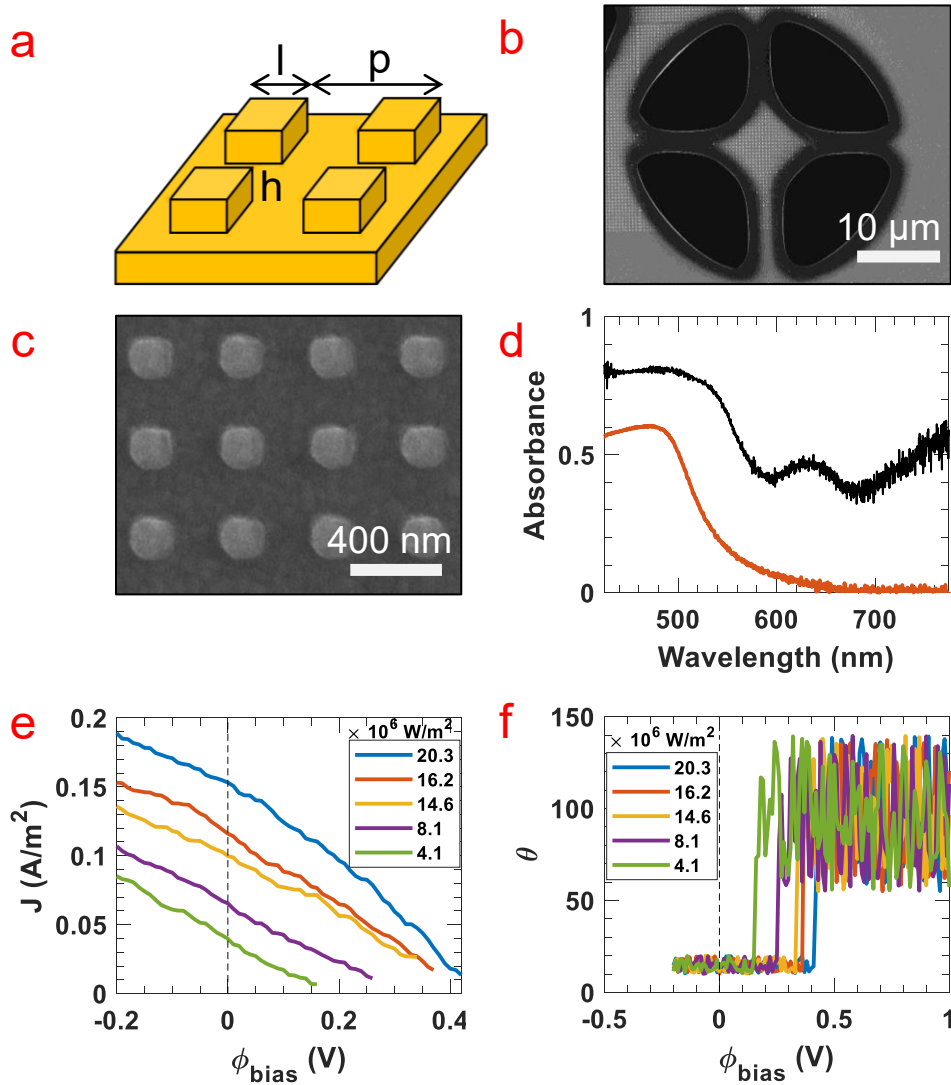 a
l
p
h
b
10 μm
c
400 nm
d
1
0.5
0
Absorbance
500
600
700
Wavelength (nm)
e
0.2
0.15
0.1
0.05
0
J (A/m²)
× 10⁶ W/m²
20.3
16.2
14.6
8.1
4.1
-0.2
0
0.2
0.4
ϕbias (V)
f
150
100
50
0
θ
× 10⁶ W/m²
20.3
16.2
14.6
8.1
4.1
-0.5
0
0.5
1
ϕbias (V)